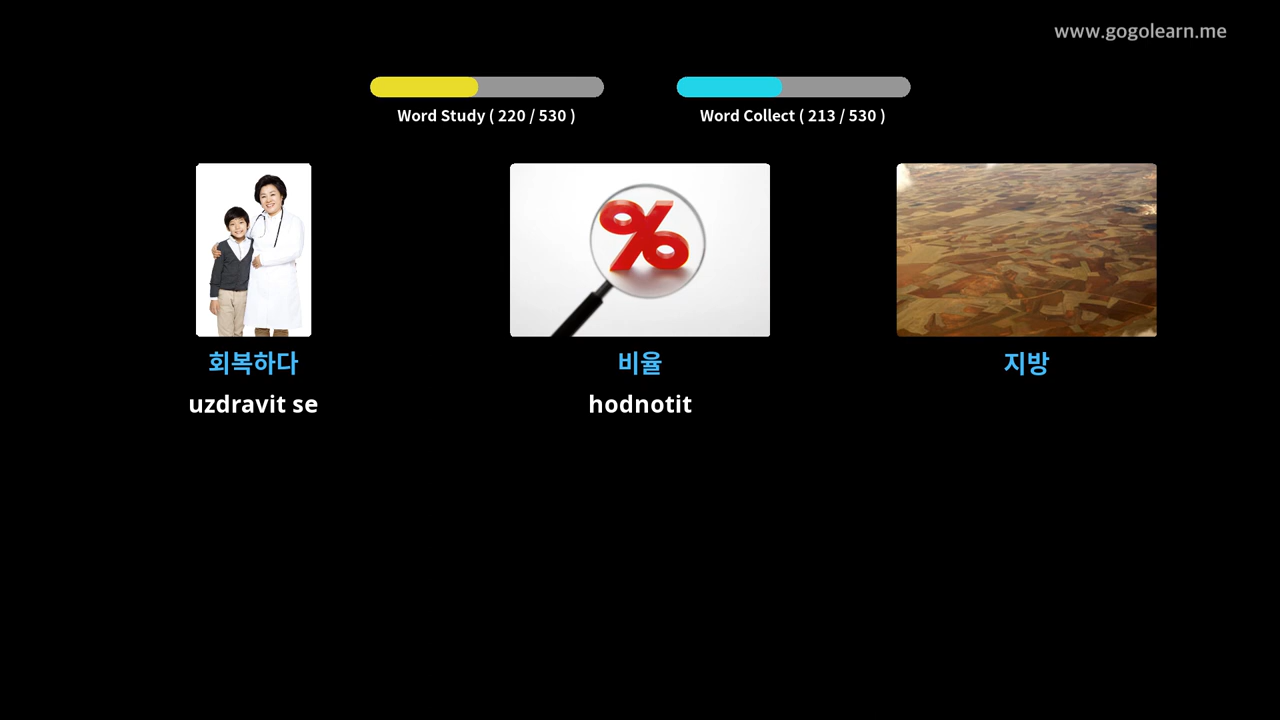 www.gogolearn.me
Word Study ( 220 / 530 )
Word Collect ( 213 / 530 )
회복하다
비율
지방
uzdravit se
hodnotit